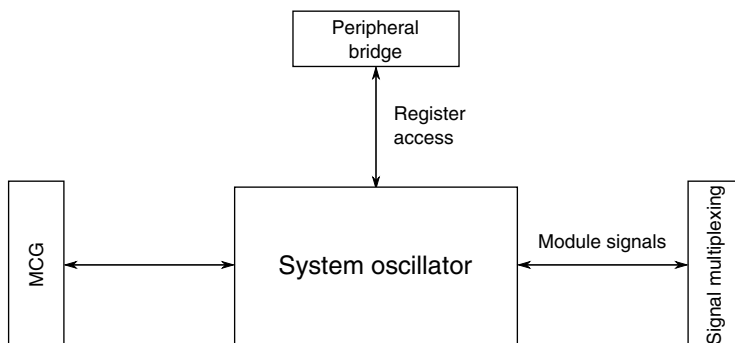 Peripheral
bridge
Register
access
MCG
System oscillator
Module signals
Signal multiplexing